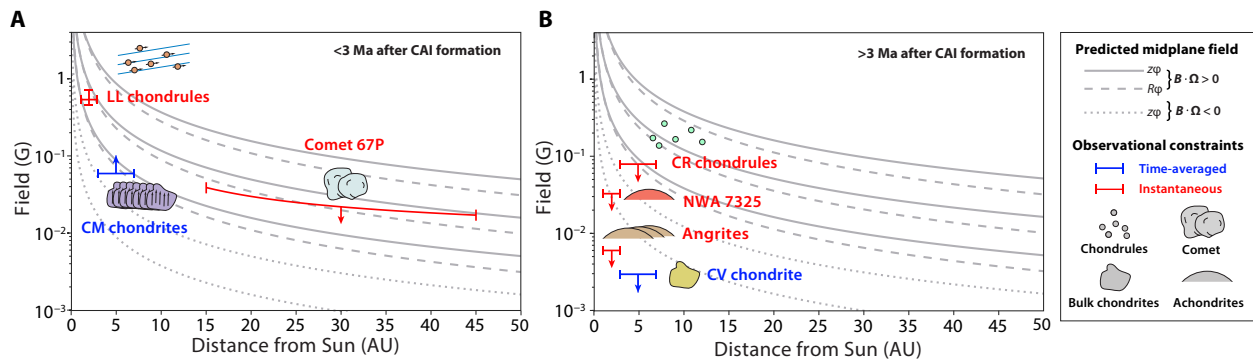 A
<3 Ma after CAI formation
LL chondrules
Comet 67P
CM chondrites
Field (G)
1
10⁻¹
10⁻²
10⁻³
0 5 10 15 20 25 30 35 40 45 50
Distance from Sun (AU)
B
>3 Ma after CAI formation
CR chondrules
NWA 7325
Angrites
CV chondrite
Field (G)
1
10⁻¹
10⁻²
10⁻³
0 5 10 15 20 25 30 35 40 45 50
Distance from Sun (AU)
Predicted midplane field
zφ
Rφ
} B · Ω > 0
zφ } B · Ω < 0
Observational constraints
Time-averaged
Instantaneous
Chondrules
Comet
Bulk chondrites
Achondrites